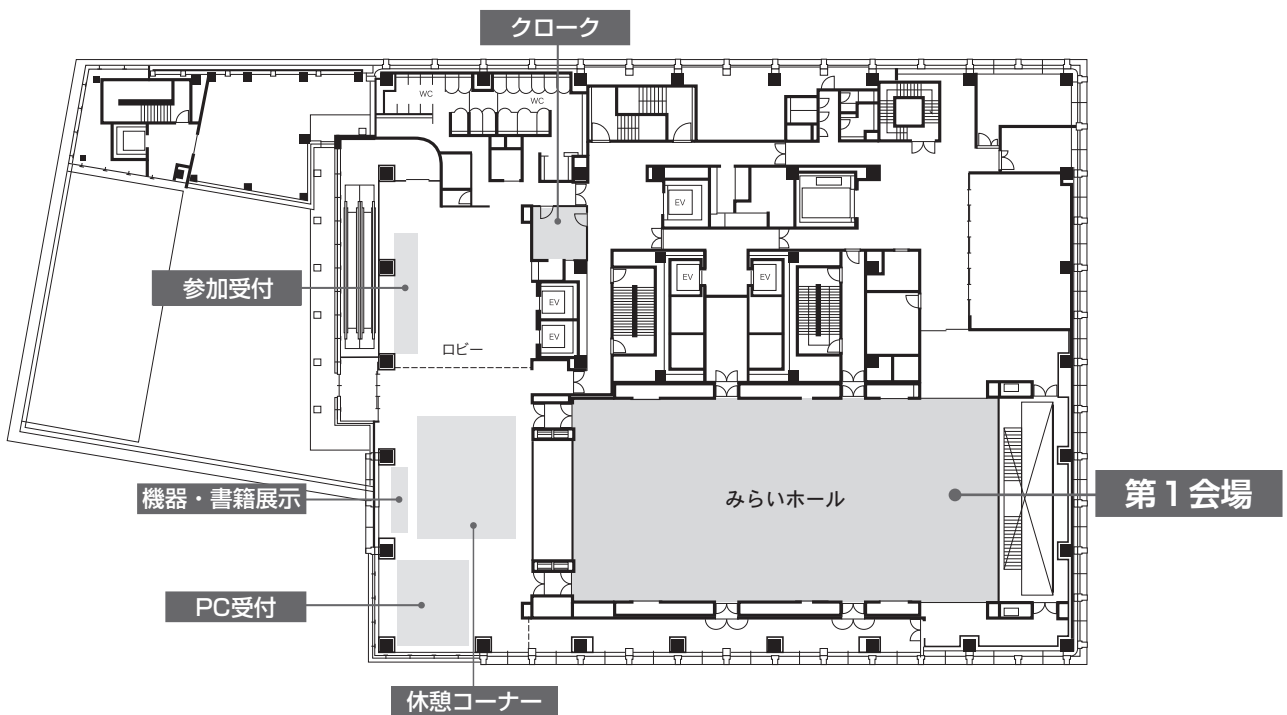 クローク
WC
WC
EV
参加受付
EV
EV
EV
EV
ロビー
機器・書籍展示
みらいホール
第1会場
PC受付
休憩コーナー